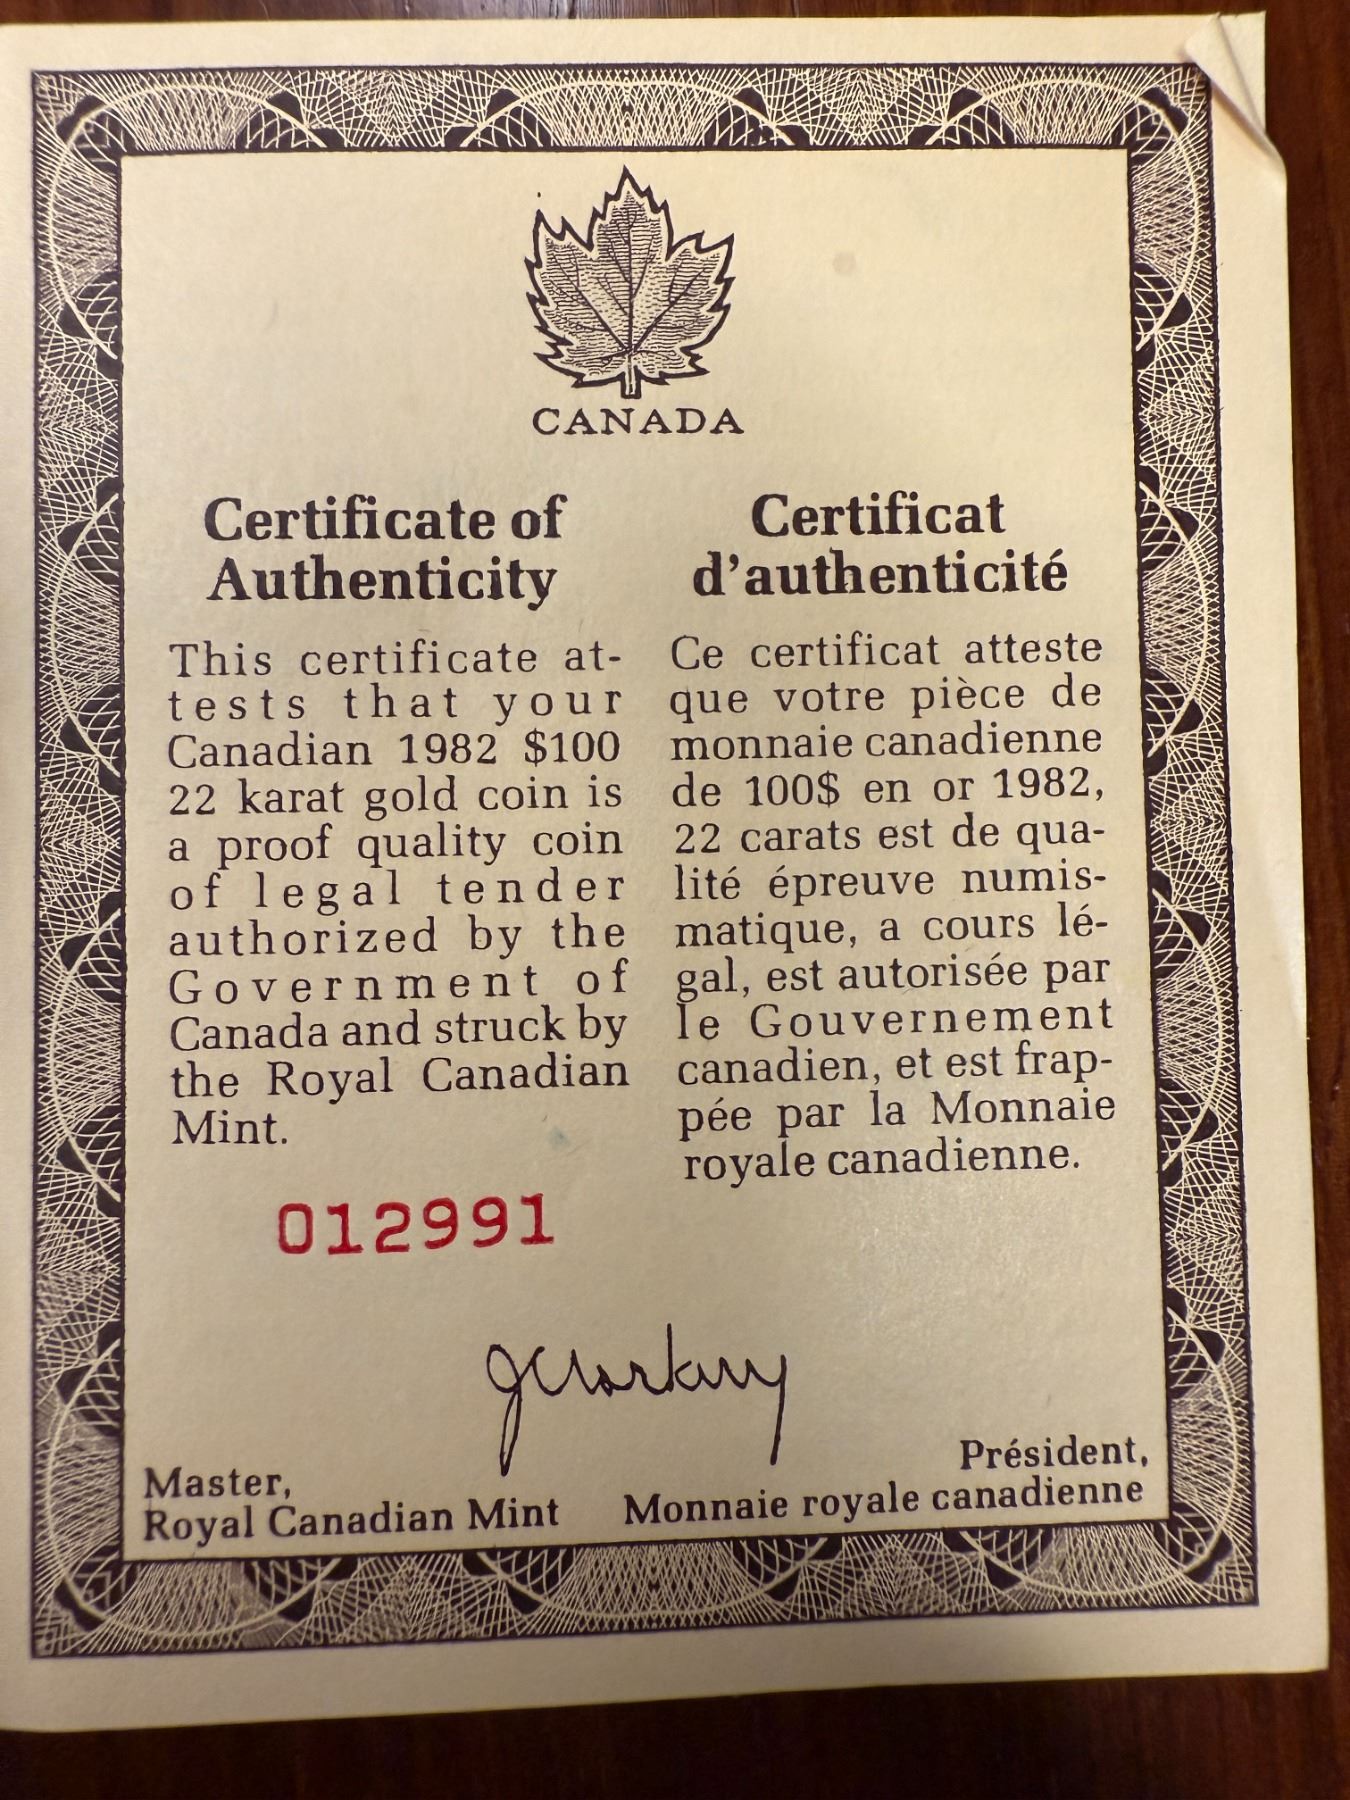 CANADA
Certificate of
Authenticity
This certificate at-
tests that your
Canadian 1982 $100
22 karat gold coin is
a proof quality coin
of legal tender
authorized by the
Government of
Canada and struck by
the Royal Canadian
Mint.
012991
Certificat
d'authenticité
Ce certificat atteste
que votre pièce de
monnaie canadienne
de 100$ en or 1982,
22 carats est de qua-
lité épreuve numis-
matique, a cours lé-
gal, est autorisée par
le Gouvernement
canadien, et est frap-
pée par la Monnaie
royale canadienne.
Master,
Royal Canadian Mint
Président,
Monnaie royale canadienne